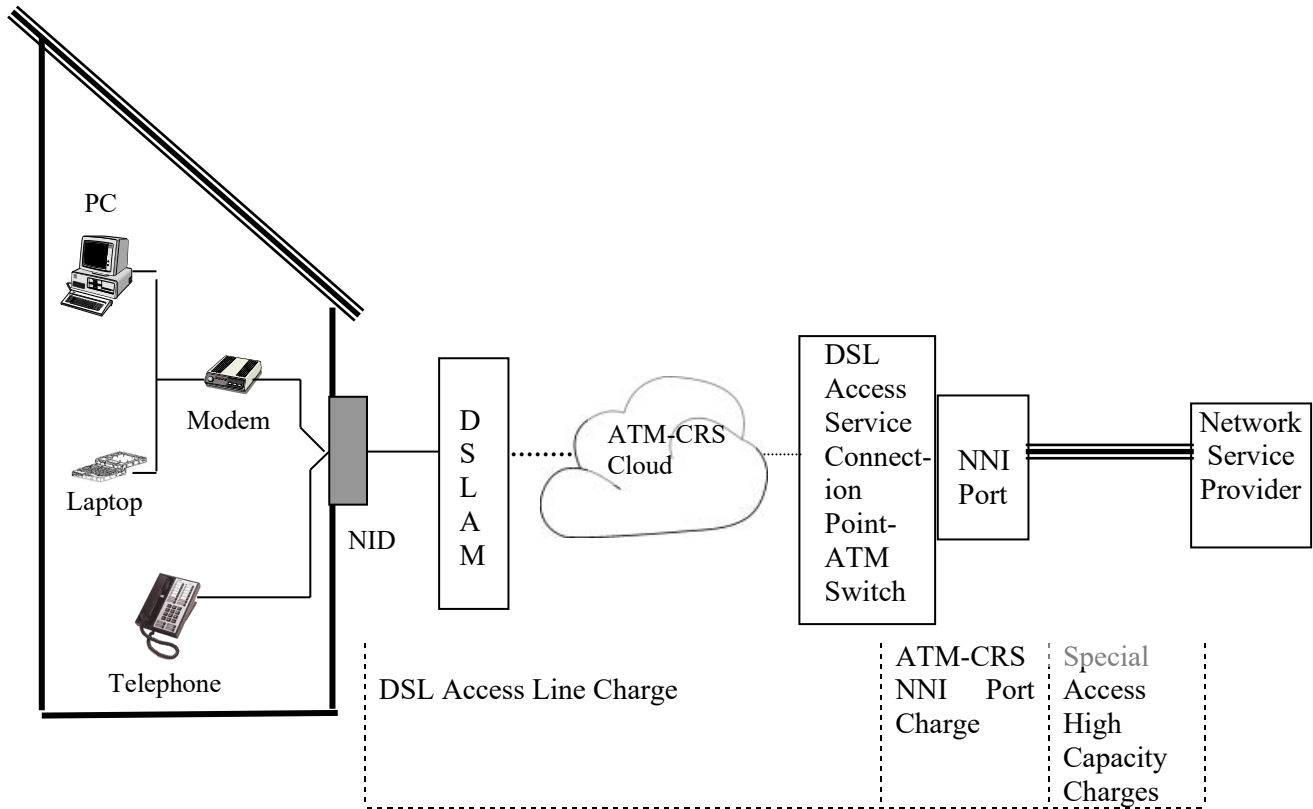 PC
Modem
Laptop
NID
Telephone
D
S
L
A
M
ATM-CRS
Cloud
DSL
Access
Service
Connect-
ion
Point-
ATM
Switch
NNI
Port
Network
Service
Provider
DSL Access Line Charge
ATM-CRS
NNI Port
Charge
Special
Access
High
Capacity
Charges